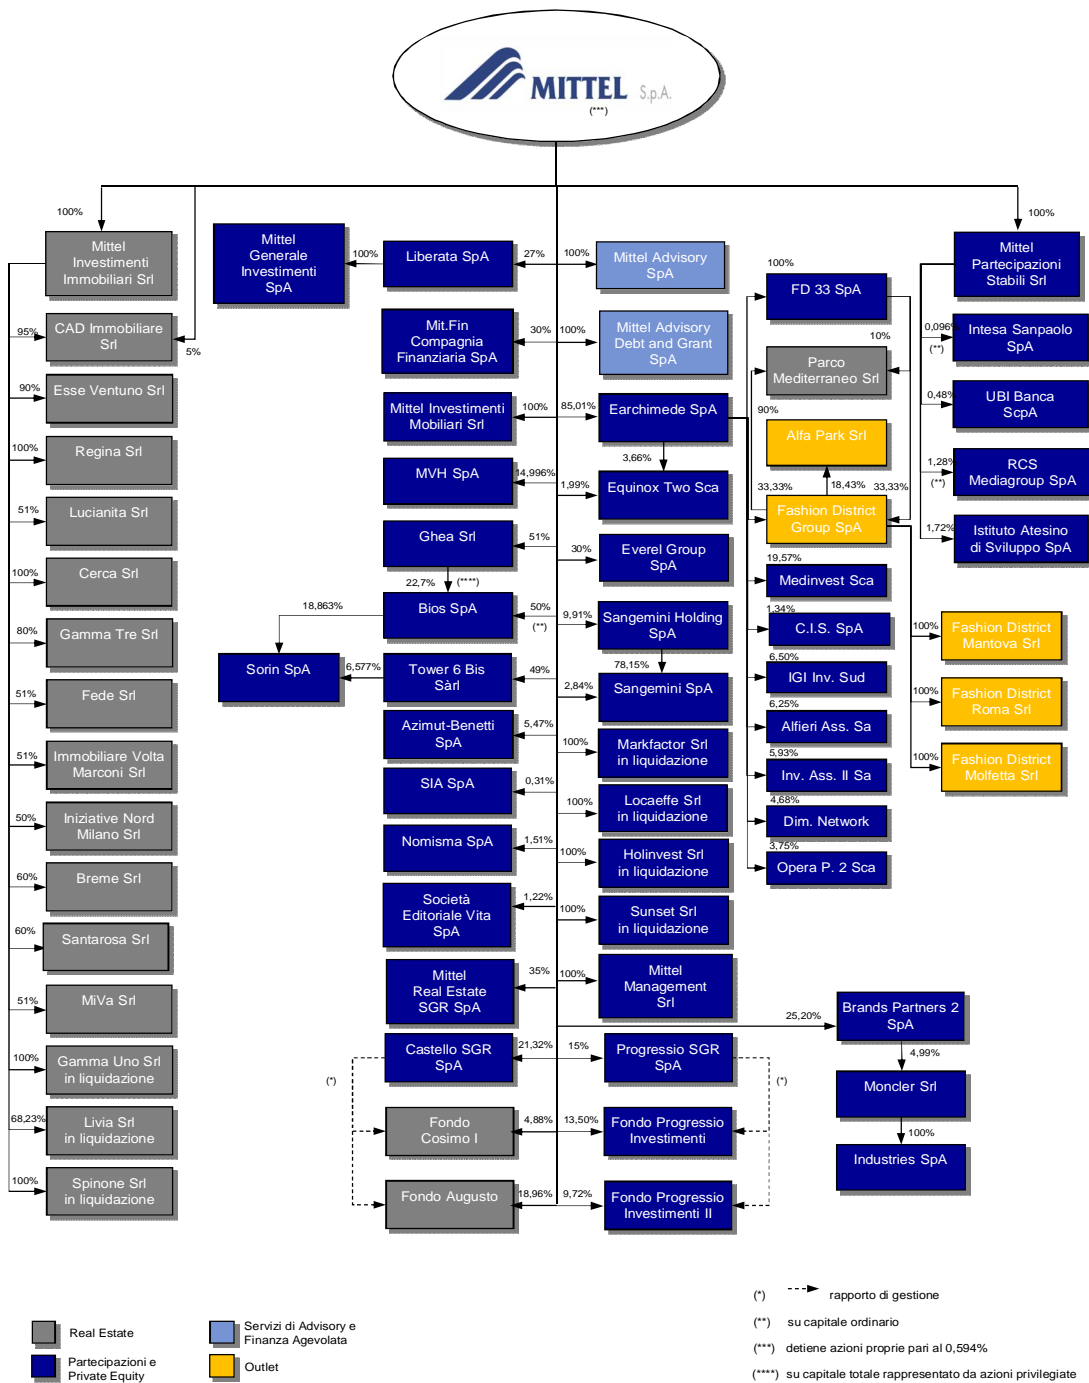 MITTEL S.p.A.
(***)
100%
Mittel
Investimenti
Immobiliari Srl
95%
CAD Immobiliare
Srl
5%
90%
Esse Ventuno Srl
100%
Regina Srl
51%
Lucianita Srl
100%
Cerca Srl
80%
Gamma Tre Srl
51%
Fede Srl
51%
Immobiliare Volta
Marconi Srl
50%
Iniziative Nord
Milano Srl
60%
Breme Srl
60%
Santarosa Srl
51%
MiVa Srl
100%
Gamma Uno Srl
in liquidazione
68,23%
Livia Srl
in liquidazione
100%
Spinone Srl
in liquidazione
Mittel
Generale
Investimenti
SpA
100%
Liberata SpA
27%
Mit.Fin
Compagnia
Finanziaria SpA
30%
Mittel Investimenti
Mobiliari Srl
100%
MVH SpA
14,996%
Ghea Srl
51%
22,7%
(****)
Bios SpA
50%
(**)
18,863%
Sorin SpA
6,577%
Tower 6 Bis
Sàrl
49%
Azimut-Benetti
SpA
5,47%
SIA SpA
0,31%
Nomisma SpA
1,51%
Società
Editoriale Vita
SpA
1,22%
Mittel
Real Estate
SGR SpA
35%
Castello SGR
SpA
21,32%
(*)
Fondo
Cosimo I
4,88%
Fondo Augusto
18,96%
100%
Mittel Advisory
SpA
100%
Mittel Advisory
Debt and Grant
SpA
85,01%
Earchimede SpA
3,66%
1,99%
Equinox Two Sca
30%
Everel Group
SpA
9,91%
Sangemini Holding
SpA
78,15%
2,84%
Sangemini SpA
100%
Markfactor Srl
in liquidazione
100%
Locaeffe Srl
in liquidazione
100%
Holinvest Srl
in liquidazione
100%
Sunset Srl
in liquidazione
100%
Mittel
Management
Srl
15%
Progressio SGR
SpA
(*)
13,50%
Fondo Progressio
Investimenti
9,72%
Fondo Progressio
Investimenti II
100%
FD 33 SpA
10%
Parco
Mediterraneo Srl
90%
Alfa Park Srl
33,33%
18,43%
33,33%
Fashion District
Group SpA
19,57%
Medinvest Sca
1,34%
C.I.S. SpA
6,50%
IGI Inv. Sud
6,25%
Alfieri Ass. Sa
5,93%
Inv. Ass. II Sa
4,68%
Dim. Network
3,75%
Opera P. 2 Sca
100%
Mittel
Partecipazioni
Stabili Srl
0,096%
(**)
Intesa Sanpaolo
SpA
0,48%
UBI Banca
ScpA
1,28%
(**)
RCS
Mediagroup SpA
1,72%
Istituto Atesino
di Sviluppo SpA
100%
Fashion District
Mantova Srl
100%
Fashion District
Roma Srl
100%
Fashion District
Molfetta Srl
25,20%
Brands Partners 2
SpA
4,99%
Moncler Srl
100%
Industries SpA
Real Estate
Partecipazioni e
Private Equity
Servizi di Advisory e
Finanza Agevolata
Outlet
(*) rapporto di gestione
(**) su capitale ordinario
(***) detiene azioni proprie pari al 0,594%
(****) su capitale totale rappresentato da azioni privilegiate